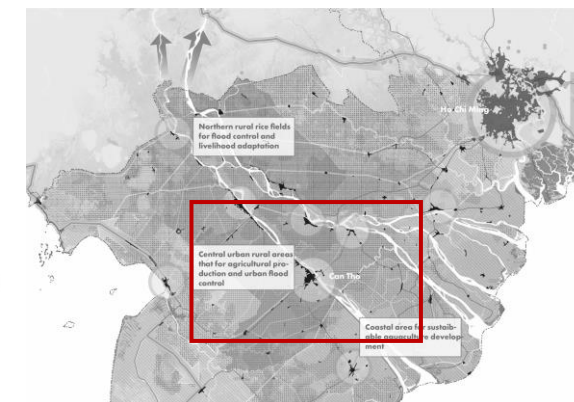 Ho Chi Ming
Northern rural rice fields
for flood control and
livelihood adaptation
Central urban rural areas
that for agricultural pro-
duction and urban flood
control
Can Tho
Coastal area for sustaib-
able aquaculture develop-
ment